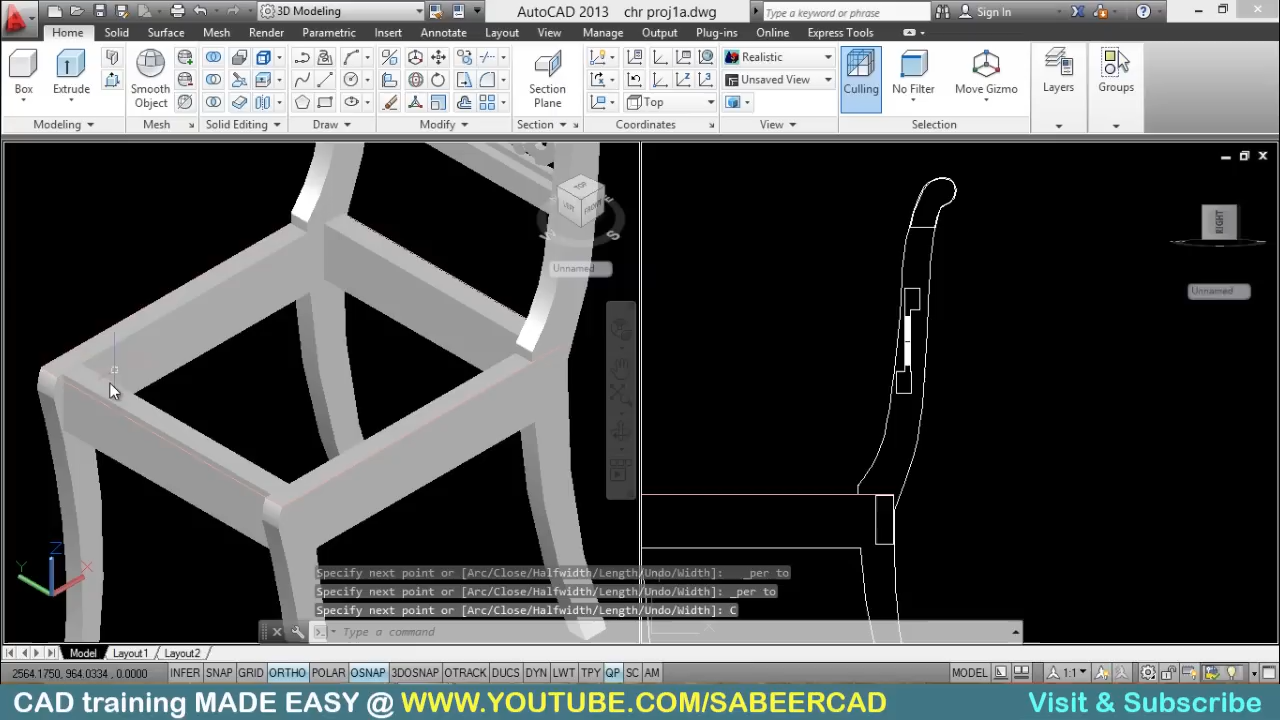 3D Modeling
AutoCAD 2013 chr proj1a.dwg
Type a keyword or phrase
Sign In
Home Solid Surface Mesh Render Parametric Insert Annotate Layout View Manage Output Plug-ins Online Express Tools
Box
Extrude
Smooth Object
Section Plane
Realistic
Unsaved View
Top
Culling
No Filter
Move Gizmo
Layers
Groups
Modeling
Mesh
Solid Editing
Draw
Modify
Section
Coordinates
View
Selection
TOP
FRONT
W
S
Unnamed
RIGHT
Unnamed
Z
Y
X
Specify next point or [Arc/Close/Halfwidth/Length/Undo/Width]: _per to
Specify next point or [Arc/Close/Halfwidth/Length/Undo/Width]: _per to
Specify next point or [Arc/Close/Halfwidth/Length/Undo/Width]: C
Type a command
Model Layout1 Layout2
2564.1750, 964.0334, 0.0000
INFER SNAP GRID ORTHO POLAR OSNAP 3DOSNAP OTRACK DUCS DYN LWT TPY QP SC AM
MODEL
1:1
CAD training MADE EASY @ WWW.YOUTUBE.COM/SABEERCAD Visit & Subscribe